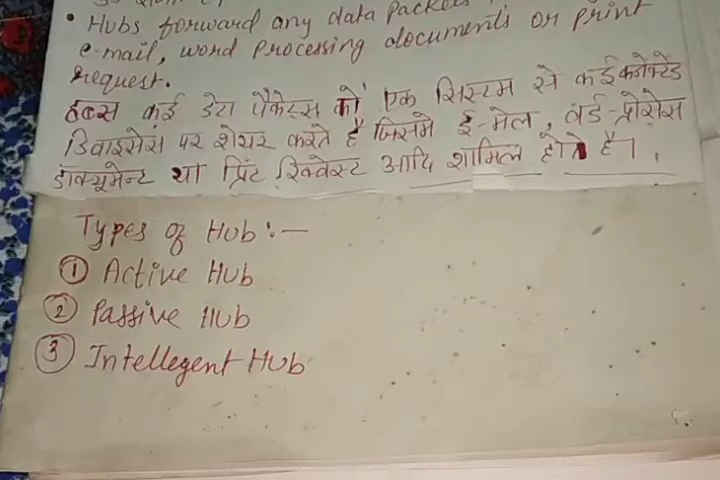 • Hubs forward any data packets
e-mail, word processing documents or print
request.
हब्स कई डेटा पैकेट्स को एक सिस्टम से कई कनेक्टेड
डिवाइसेस पर शेयर करते हैं जिसमे ई-मेल, वर्ड-प्रोसेस
डॉक्यूमेन्ट या प्रिंट रिक्वेस्ट आदि शामिल होते है।
Types of Hub :—
① Active Hub
② Passive Hub
③ Intellegent Hub